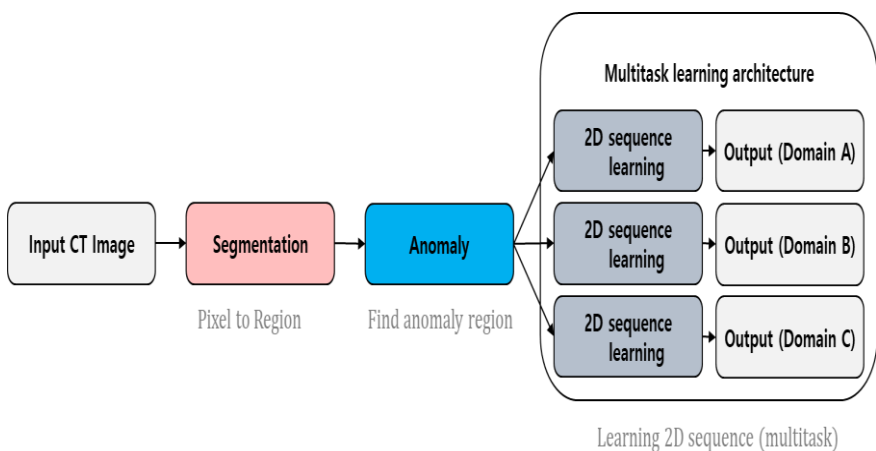 Multitask learning architecture
2D sequence
learning
Output (Domain A)
Input CT Image
Segmentation
Anomaly
2D sequence
learning
Output (Domain B)
Pixel to Region
Find anomaly region
2D sequence
learning
Output (Domain C)
Learning 2D sequence (multitask)